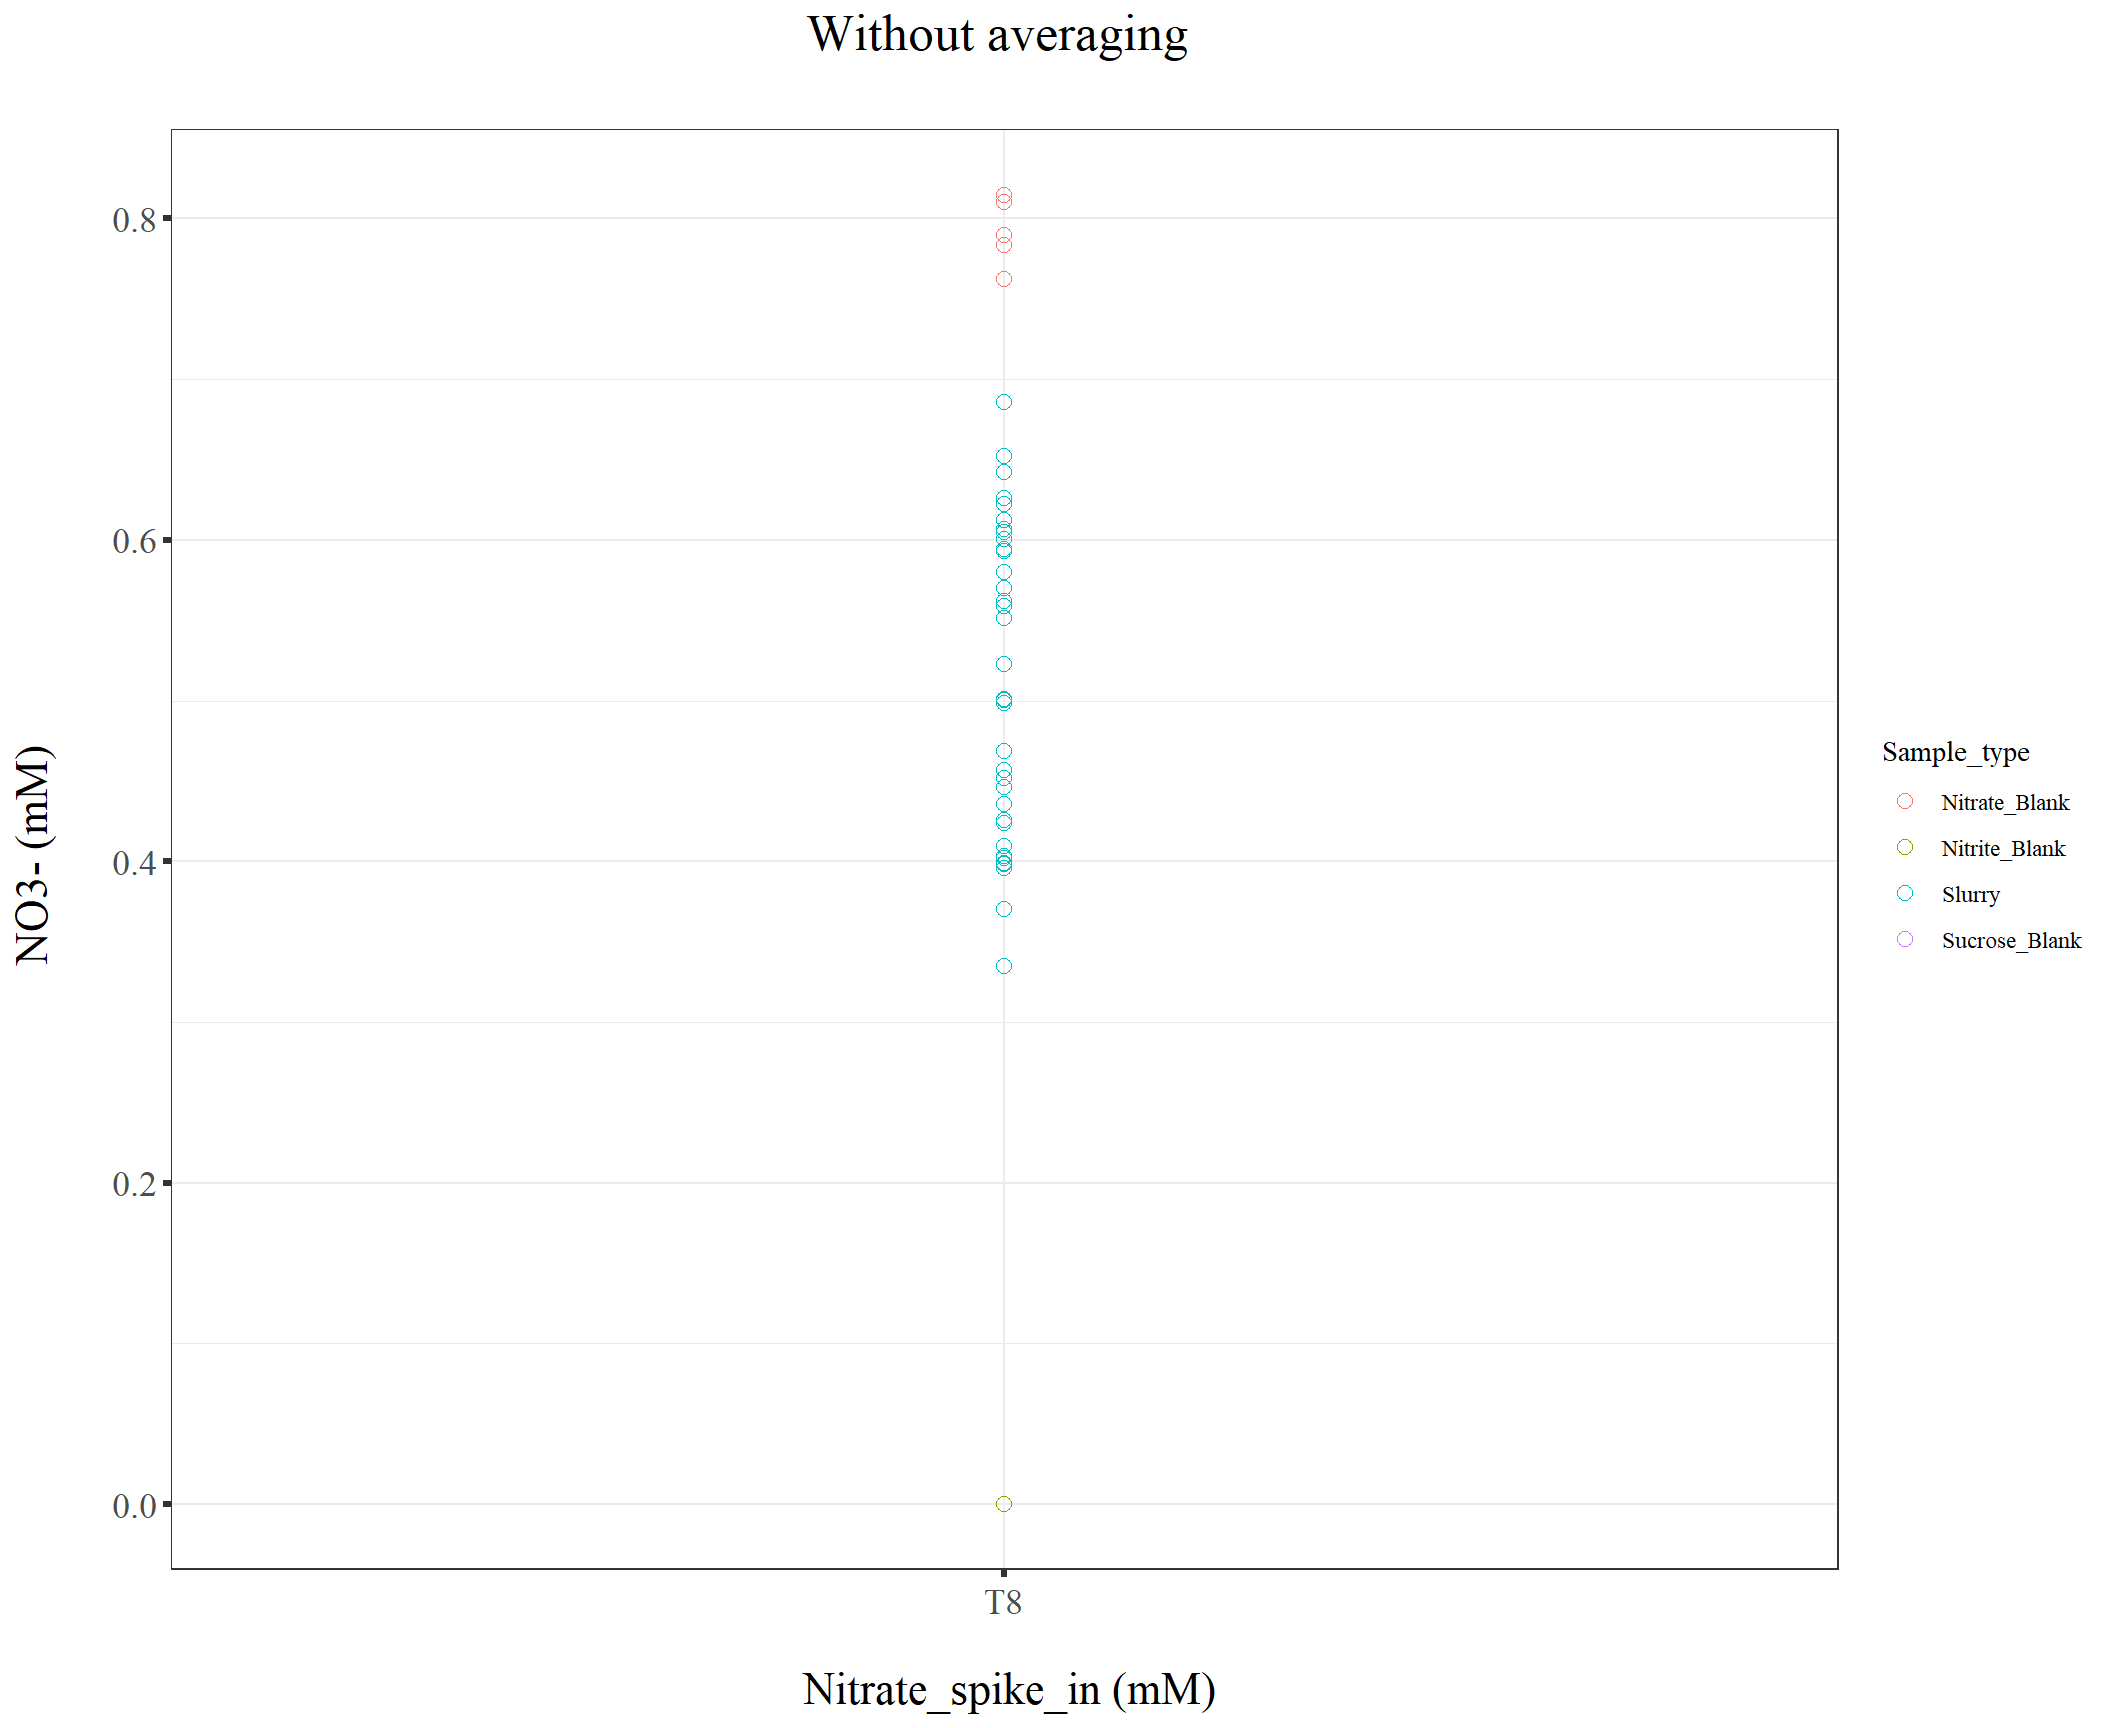 Without averaging
0.8
0.6
0.4
0.2
0.0
NO3- (mM)
T8
Nitrate_spike_in (mM)
Sample_type
Nitrate_Blank
Nitrite_Blank
Slurry
Sucrose_Blank